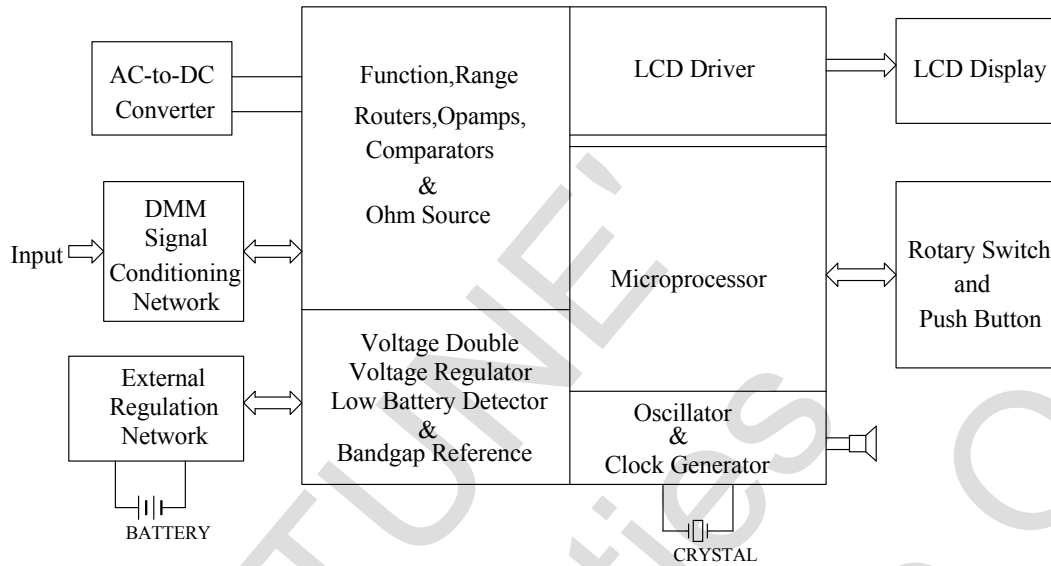 AC-to-DC
Converter
Function,Range
Routers,Opamps,
Comparators
&
Ohm Source
LCD Driver
LCD Display
Input
DMM
Signal
Conditioning
Network
Microprocessor
Rotary Switch
and
Push Button
External
Regulation
Network
BATTERY
Voltage Double
Voltage Regulator
Low Battery Detector
&
Bandgap Reference
Oscillator
&
Clock Generator
CRYSTAL
TUNE'
ties